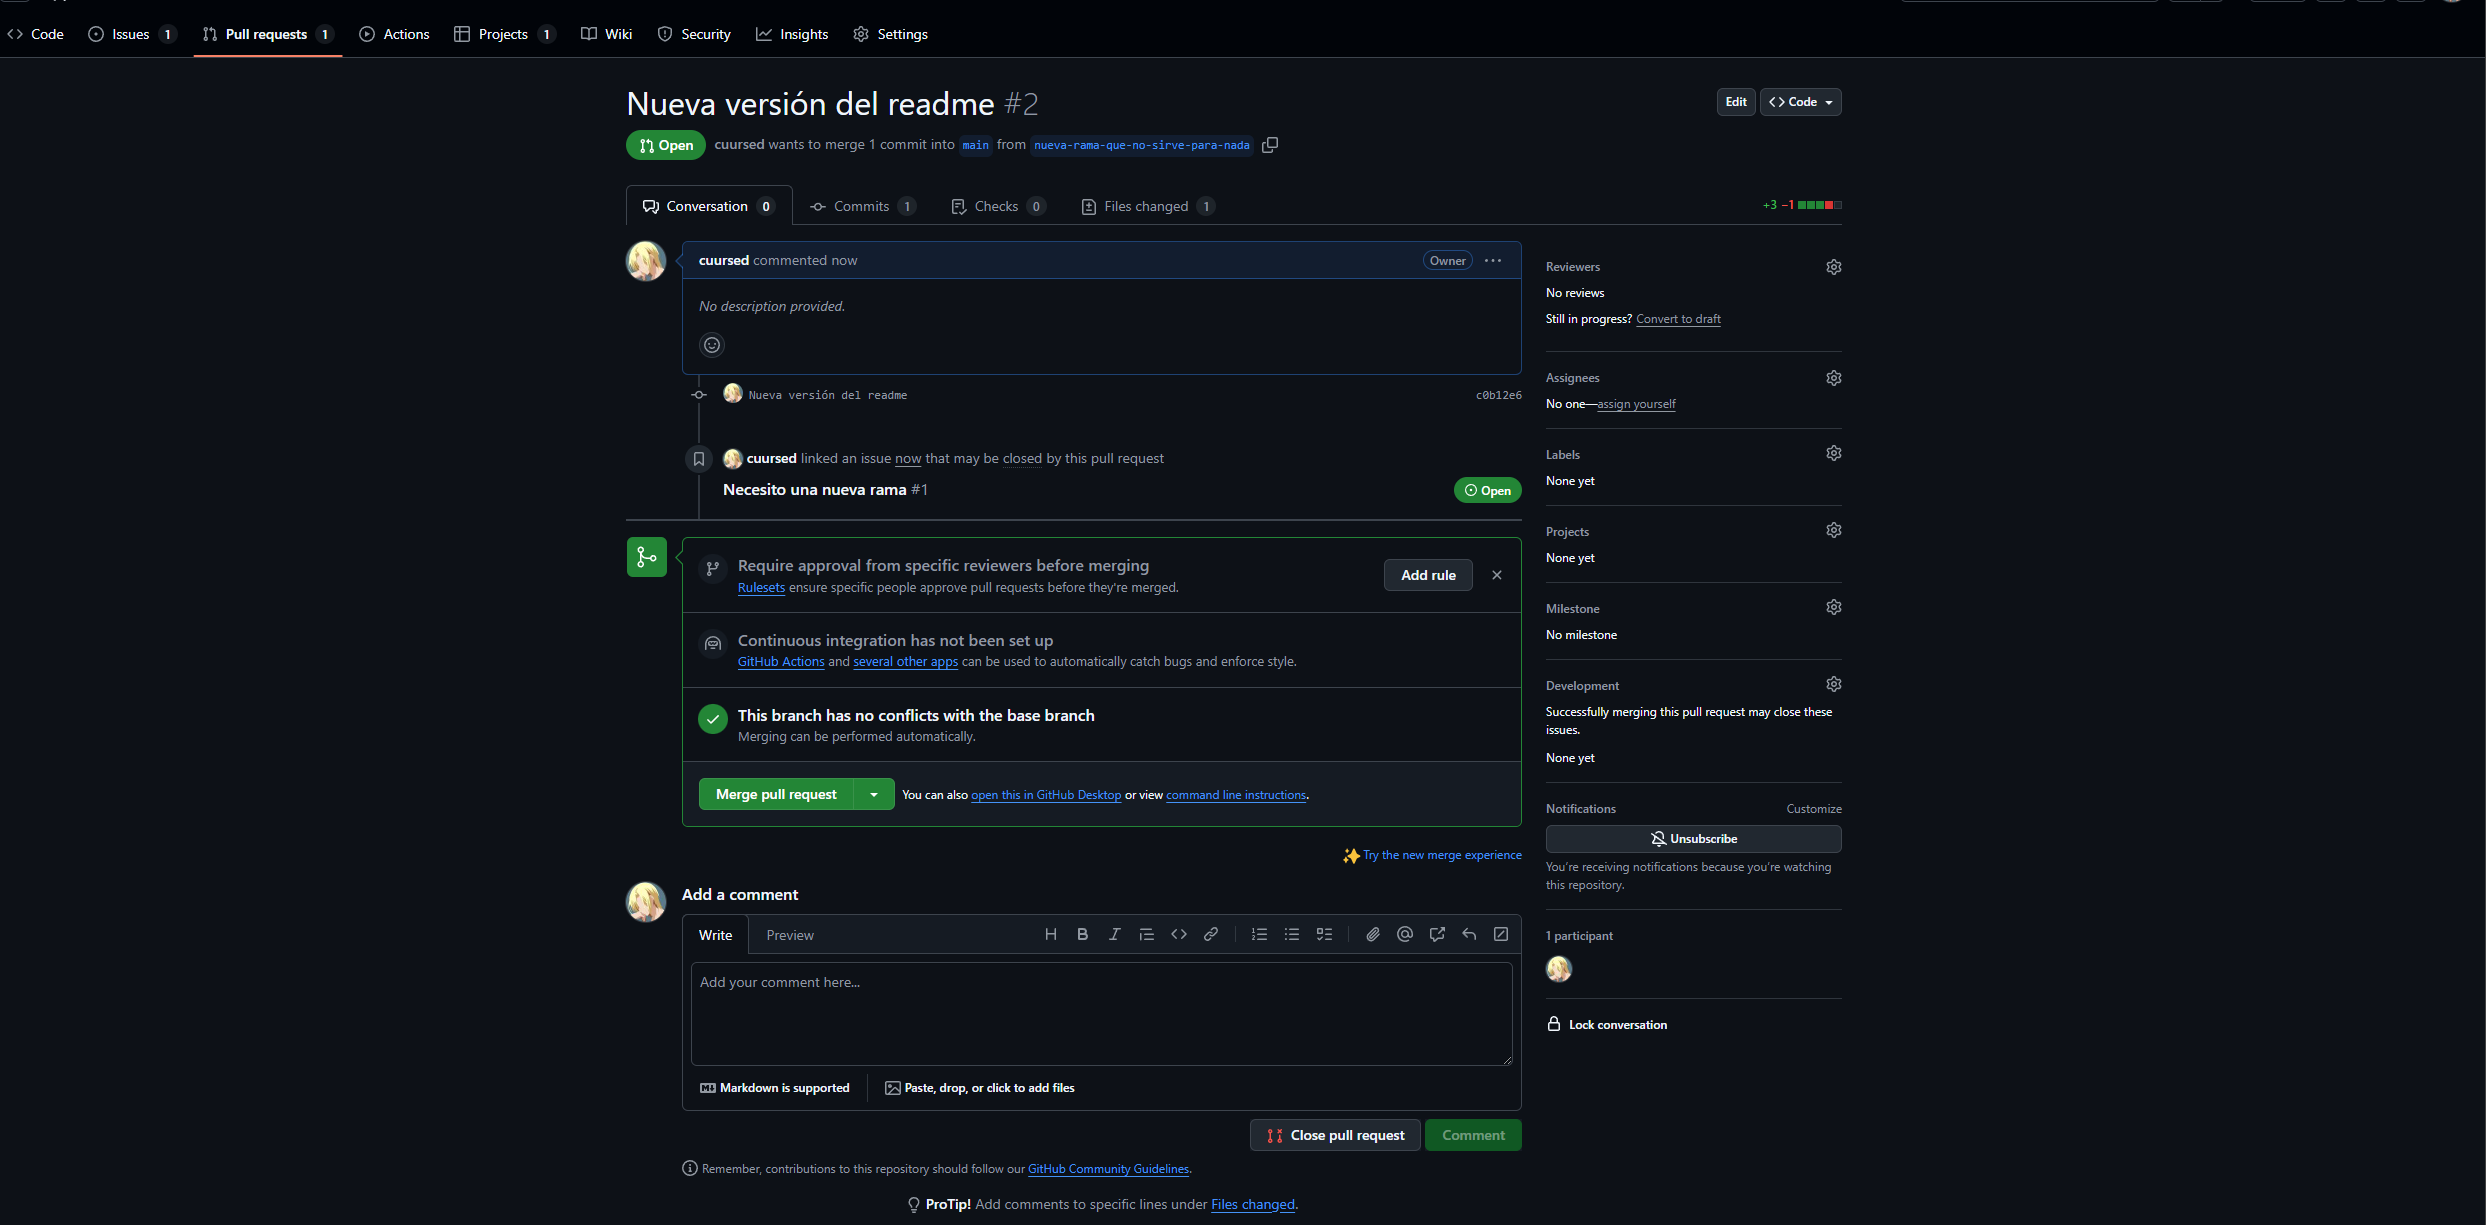 Code Issues 1 Pull requests 1 Actions Projects 1 Wiki Security Insights Settings
Nueva versión del readme #2
Edit Code
Open cuursed wants to merge 1 commit into main from nueva-rama-que-no-sirve-para-nada
Conversation 0 Commits 1 Checks 0 Files changed 1
+3 −1
cuursed commented now
Owner
No description provided.
Nueva versión del readme
c0b12e6
cuursed linked an issue now that may be closed by this pull request
Necesito una nueva rama #1
Open
Require approval from specific reviewers before merging
Rulesets ensure specific people approve pull requests before they're merged.
Add rule
Continuous integration has not been set up
GitHub Actions and several other apps can be used to automatically catch bugs and enforce style.
This branch has no conflicts with the base branch
Merging can be performed automatically.
Merge pull request
You can also open this in GitHub Desktop or view command line instructions.
Try the new merge experience
Add a comment
Write Preview
Add your comment here...
Markdown is supported
Paste, drop, or click to add files
Close pull request
Comment
Remember, contributions to this repository should follow our GitHub Community Guidelines.
ProTip! Add comments to specific lines under Files changed.
Reviewers
No reviews
Still in progress? Convert to draft
Assignees
No one—assign yourself
Labels
None yet
Projects
None yet
Milestone
No milestone
Development
Successfully merging this pull request may close these
issues.
None yet
Notifications
Customize
Unsubscribe
You're receiving notifications because you're watching
this repository.
1 participant
Lock conversation